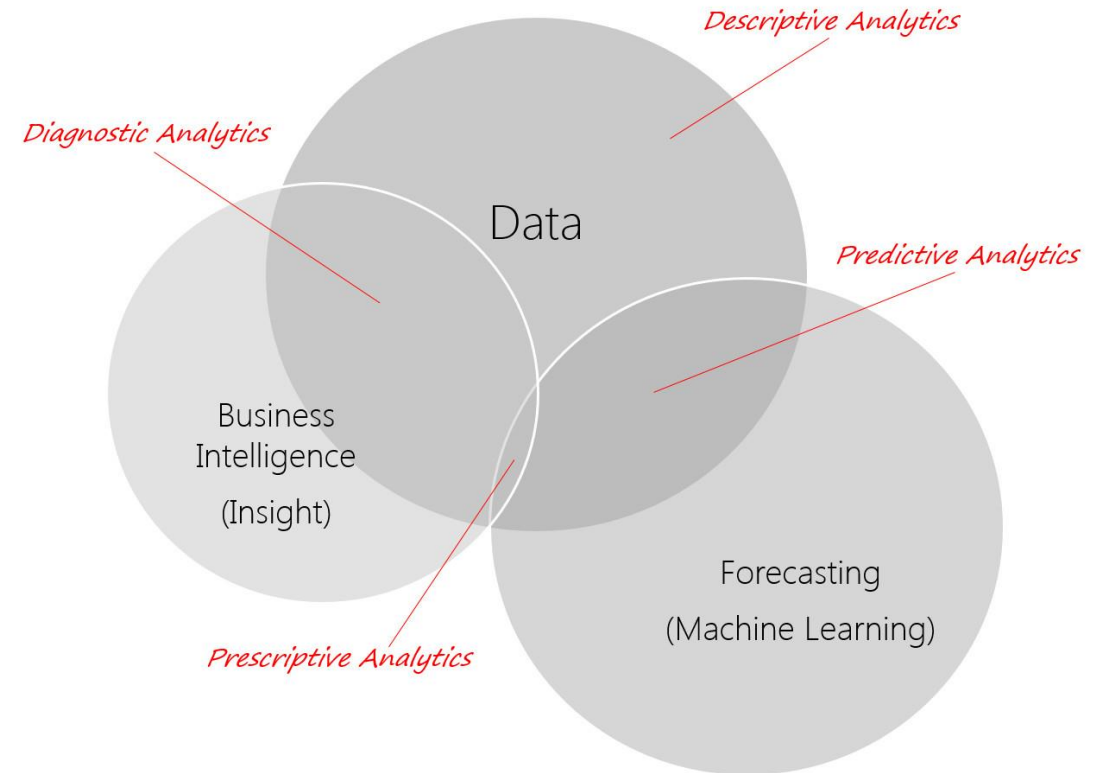 Descriptive Analytics
Diagnostic Analytics
Data
Predictive Analytics
Business
Intelligence
(Insight)
Forecasting
(Machine Learning)
Prescriptive Analytics